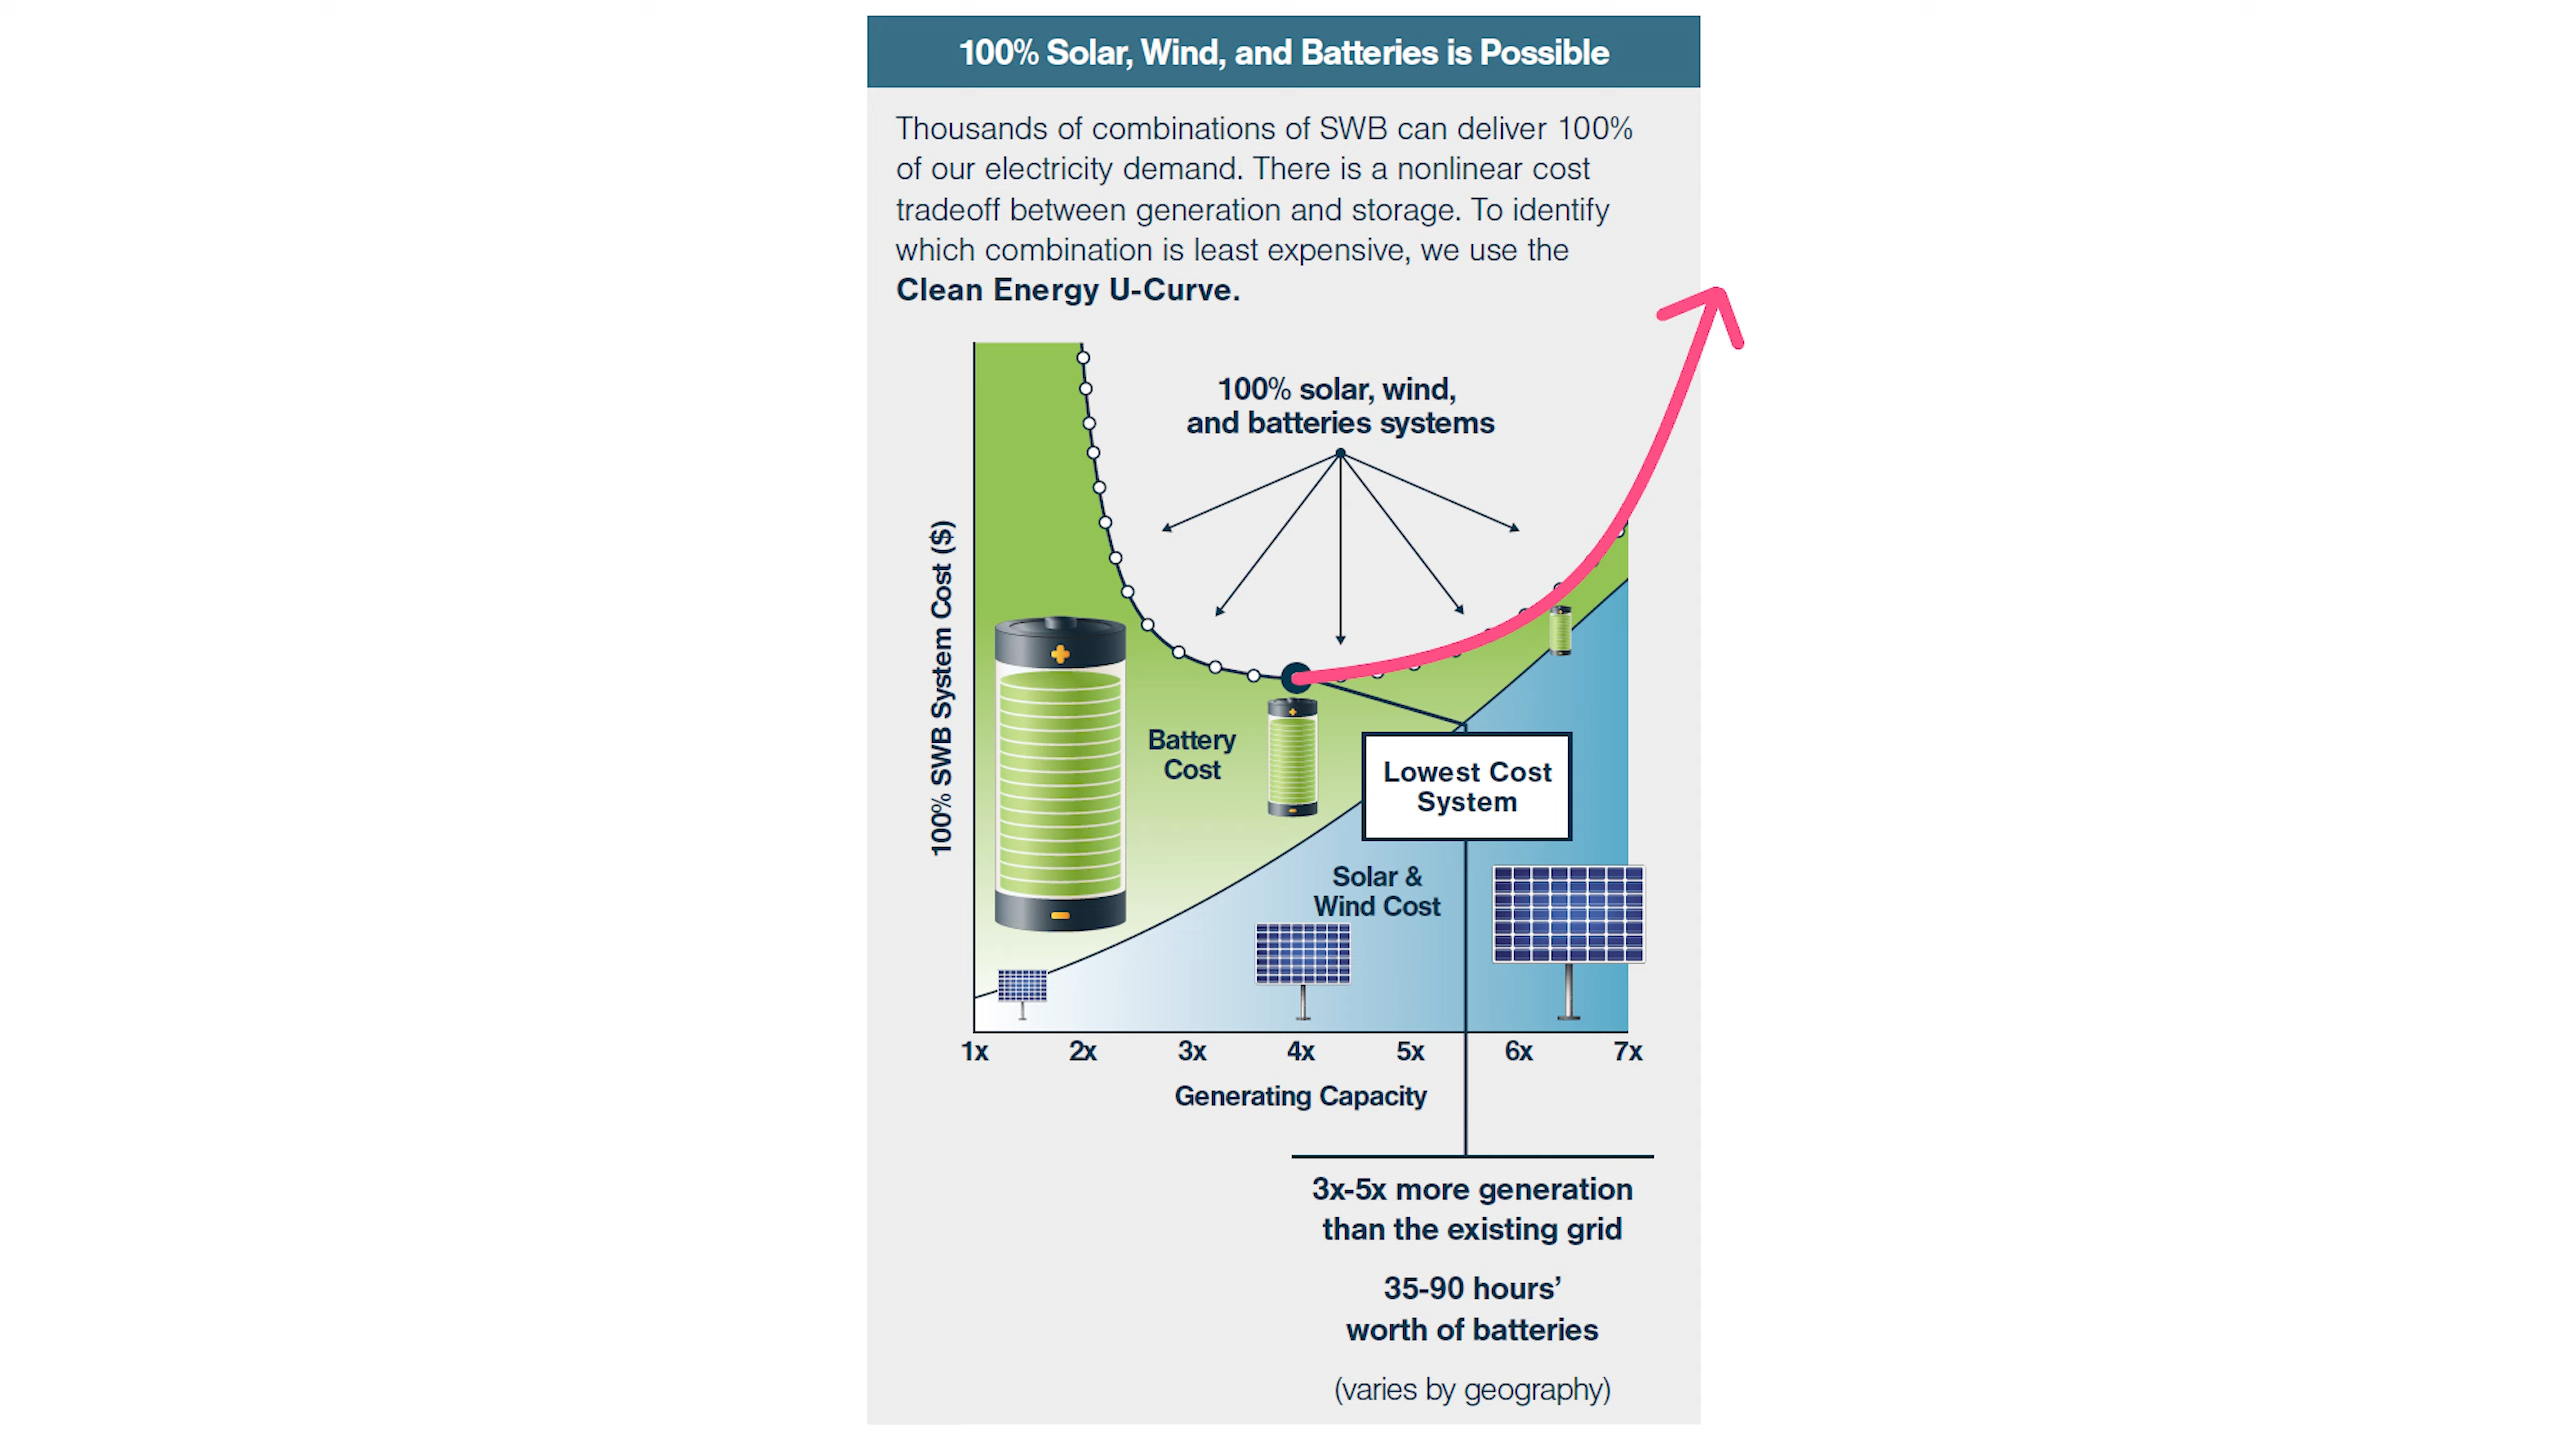 100% Solar, Wind, and Batteries is Possible
Thousands of combinations of SWB can deliver 100%
of our electricity demand. There is a nonlinear cost
tradeoff between generation and storage. To identify
which combination is least expensive, we use the
Clean Energy U-Curve.
100% solar, wind,
and batteries systems
100% SWB System Cost ($)
Battery
Cost
Lowest Cost
System
Solar &
Wind Cost
1x 2x 3x 4x 5x 6x 7x
Generating Capacity
3x-5x more generation
than the existing grid
35-90 hours’
worth of batteries
(varies by geography)